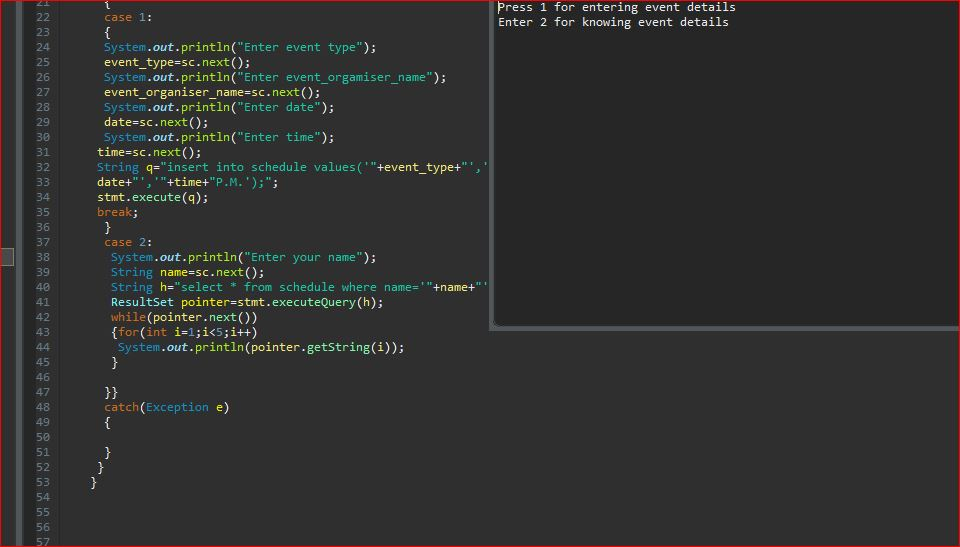 21 {
22 case 1:
23 {
24 System.out.println("Enter event type");
25 event_type=sc.next();
26 System.out.println("Enter event_orgamiser_name");
27 event_organiser_name=sc.next();
28 System.out.println("Enter date");
29 date=sc.next();
30 System.out.println("Enter time");
31 time=sc.next();
32 String q="insert into schedule values('"+event_type+"','
33 date+"','"+time+"P.M.');";
34 stmt.execute(q);
35 break;
36 }
37 case 2:
38 System.out.println("Enter your name");
39 String name=sc.next();
40 String h="select * from schedule where name='"+name+"'
41 ResultSet pointer=stmt.executeQuery(h);
42 while(pointer.next())
43 {for(int i=1;i<5;i++)
44 System.out.println(pointer.getString(i));
45 }
46
47 }}
48 catch(Exception e)
49 {
50
51 }
52 }
53 }
54
55
56
57
Press 1 for entering event details
Enter 2 for knowing event details